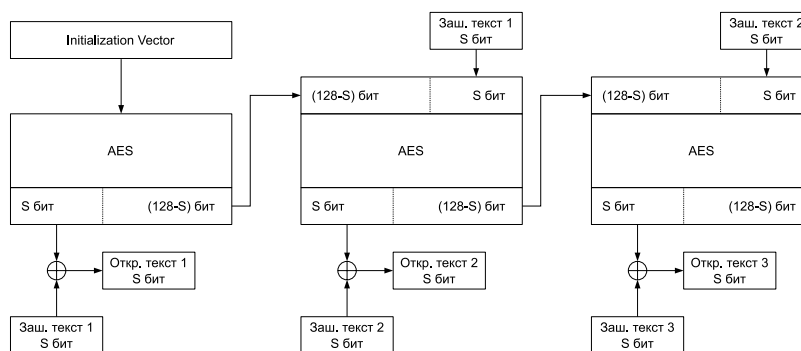 Initialization Vector
Заш. текст 1
S бит
Заш. текст 2
S бит
(128-S) бит
S бит
(128-S) бит
S бит
AES
AES
AES
S бит
(128-S) бит
S бит
(128-S) бит
S бит
(128-S) бит
Откр. текст 1
S бит
Откр. текст 2
S бит
Откр. текст 3
S бит
Заш. текст 1
S бит
Заш. текст 2
S бит
Заш. текст 3
S бит